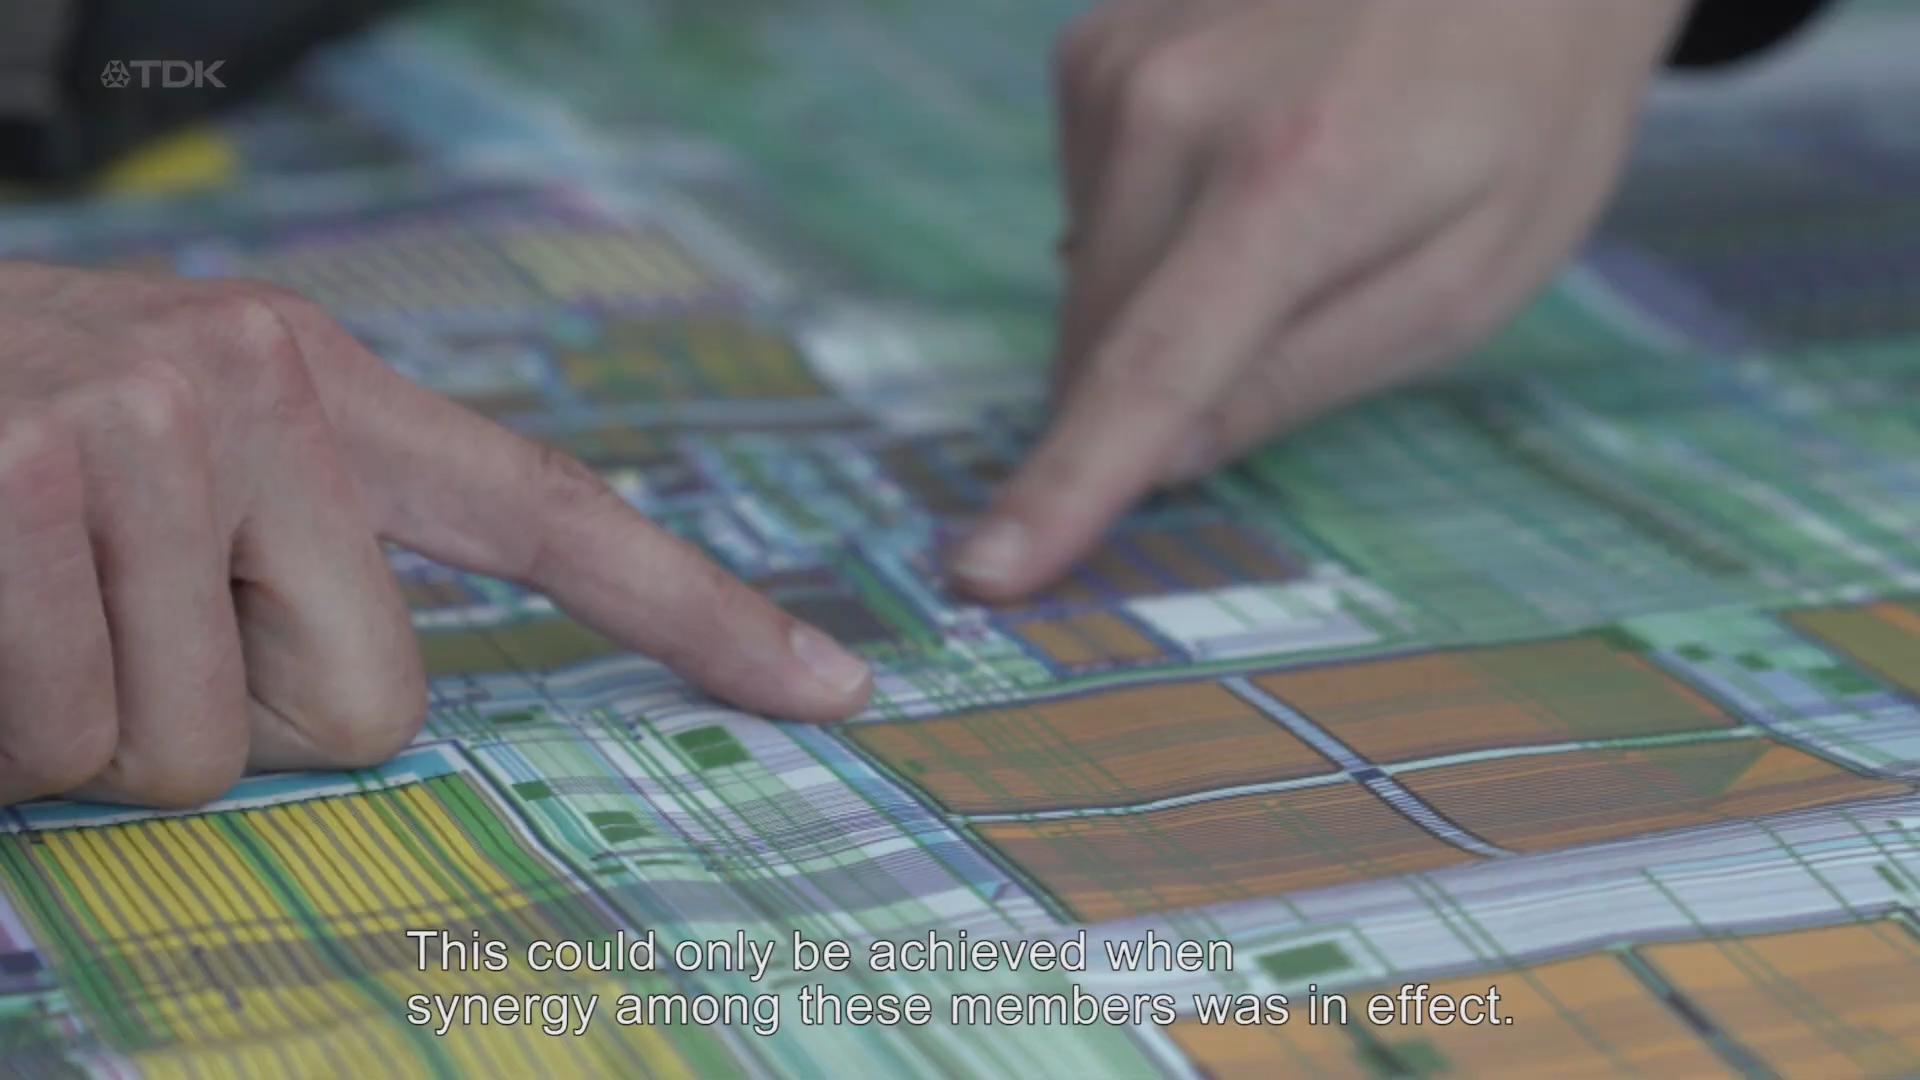 TDK
This could only be achieved when
synergy among these members was in effect.